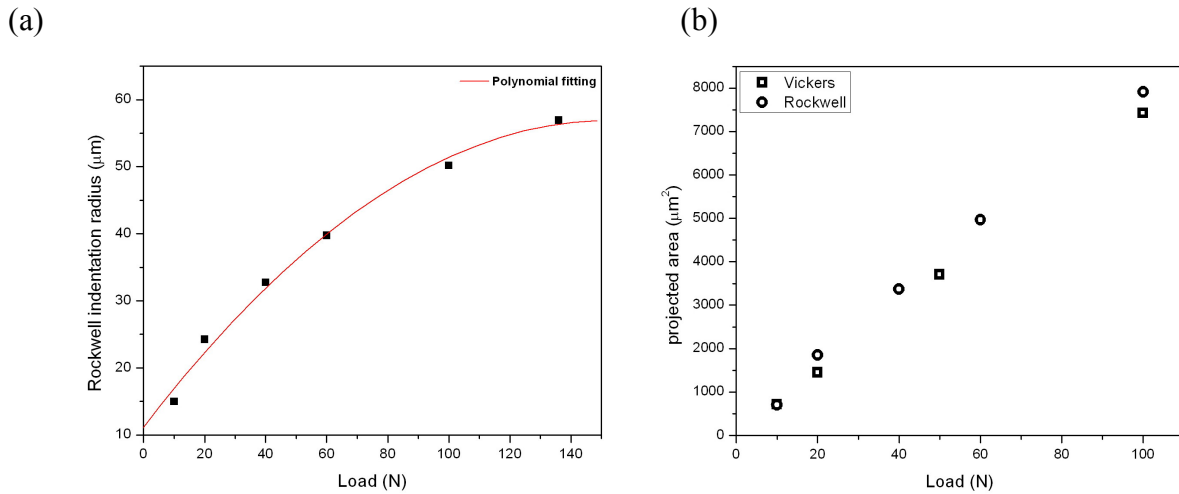 (a)
(b)
Polynomial fitting
60
50
40
30
20
10
0 20 40 60 80 100 120 140
Rockwell indentation radius (μm)
Load (N)
Vickers
Rockwell
8000
7000
6000
5000
4000
3000
2000
1000
0
0 20 40 60 80 100
projected area (μm²)
Load (N)